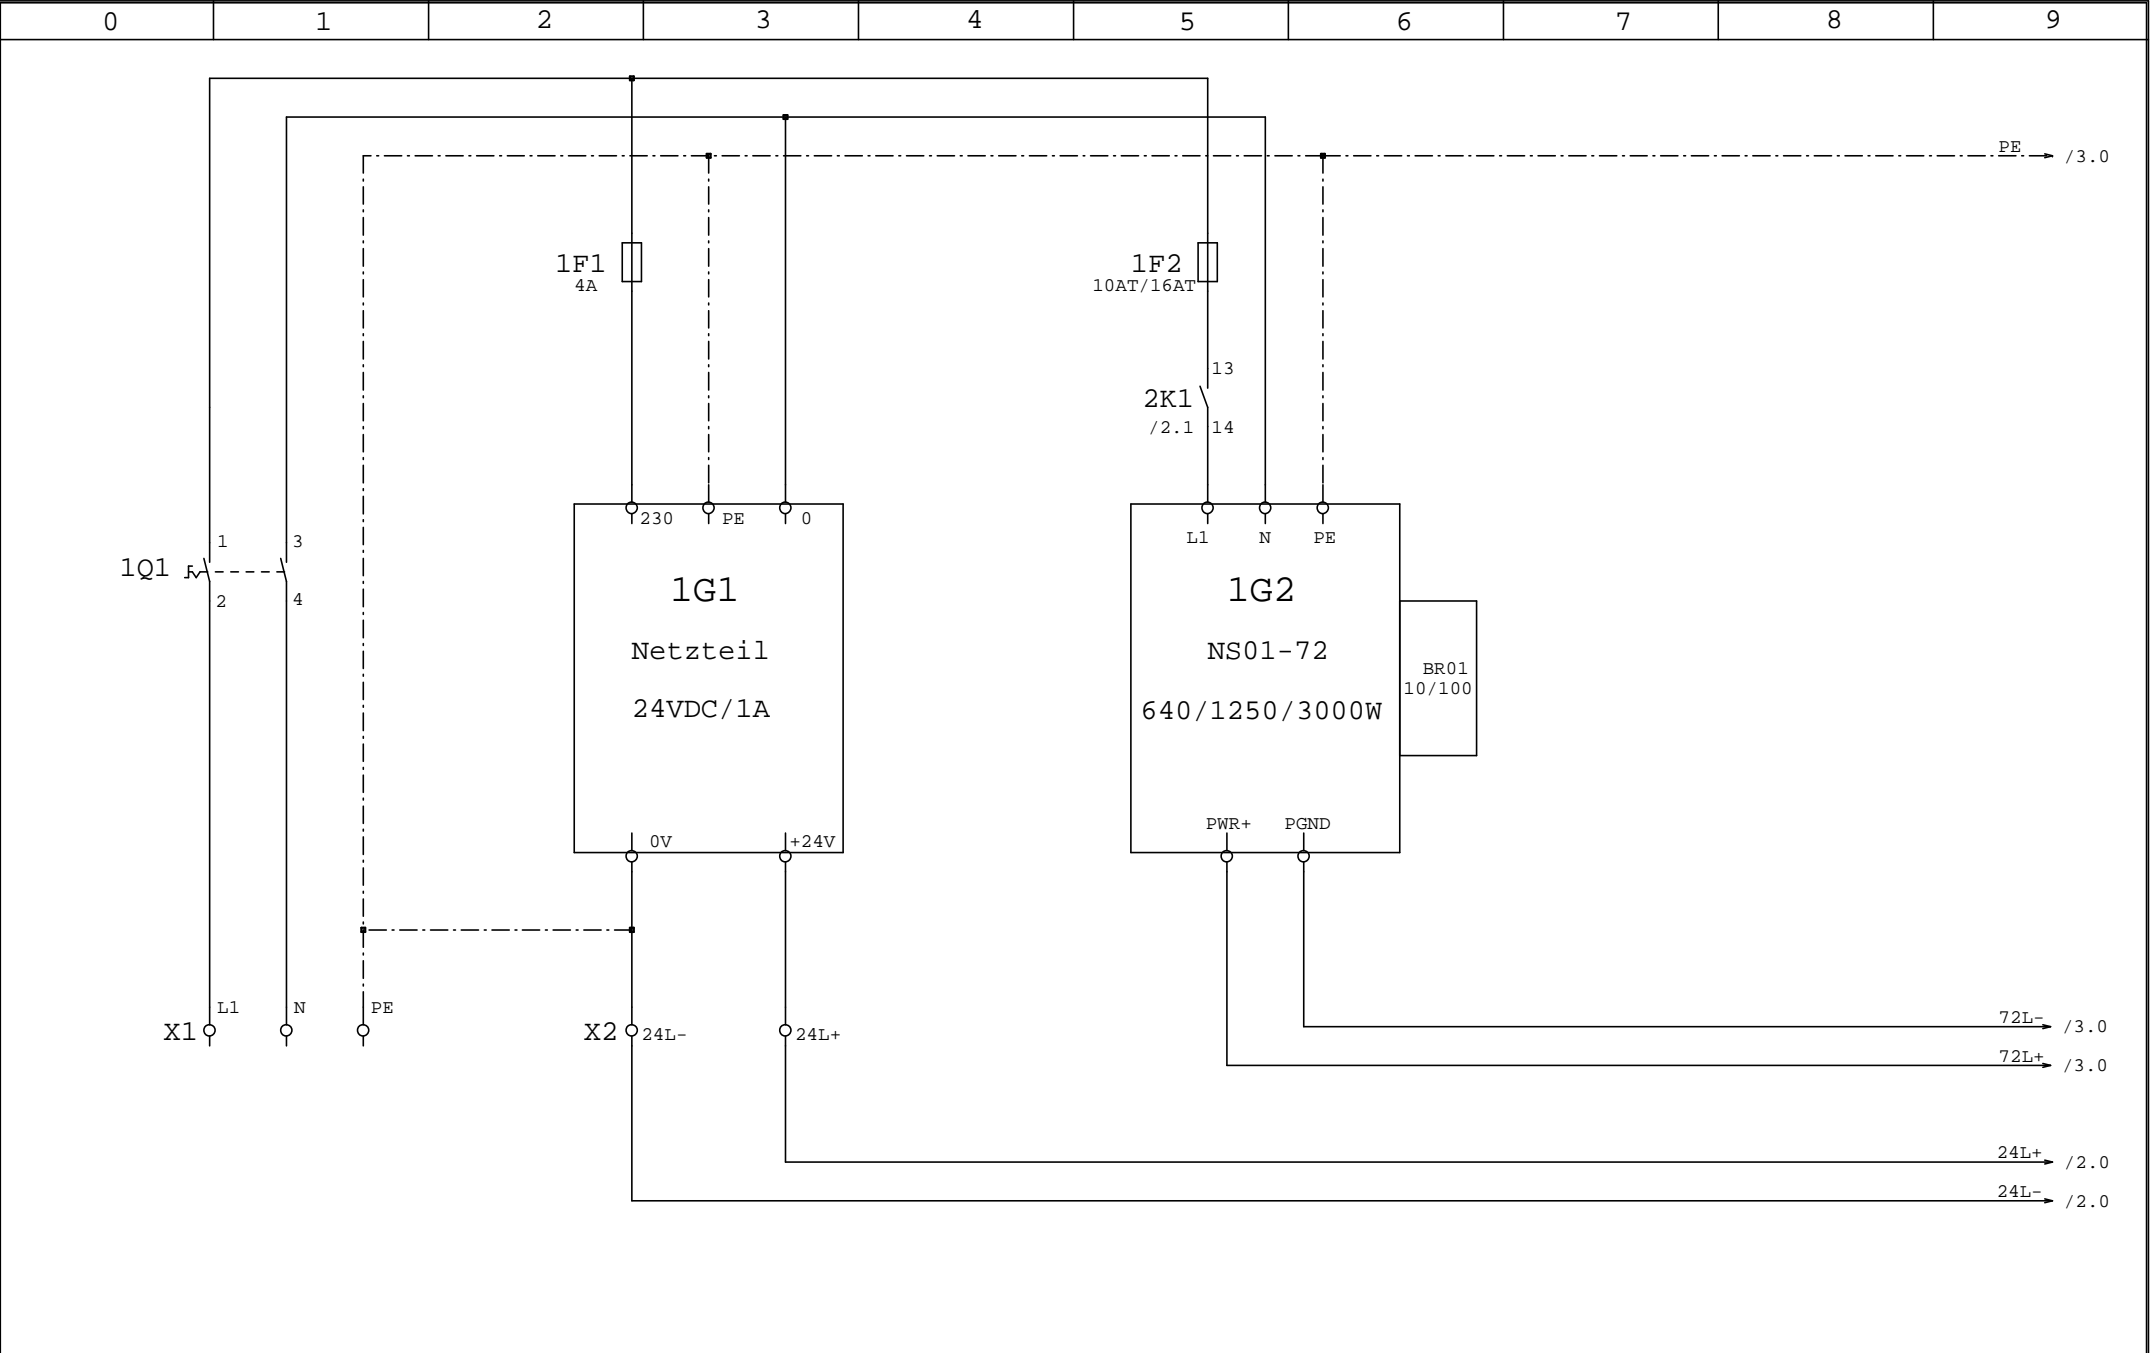 0 1 2 3 4 5 6 7 8 9
PE /3.0
1F1
4A
1F2
10AT/16AT
13
2K1
/2.1 14
230 PE 0
L1 N PE
1 3
1Q1
2 4
1G1
Netzteil
24VDC/1A
1G2
NS01-72
640/1250/3000W
BR01
10/100
PWR+ PGND
0V +24V
L1 N PE
X1
X2 24L- 24L+
72L- /3.0
72L+ /3.0
24L+ /2.0
24L- /2.0